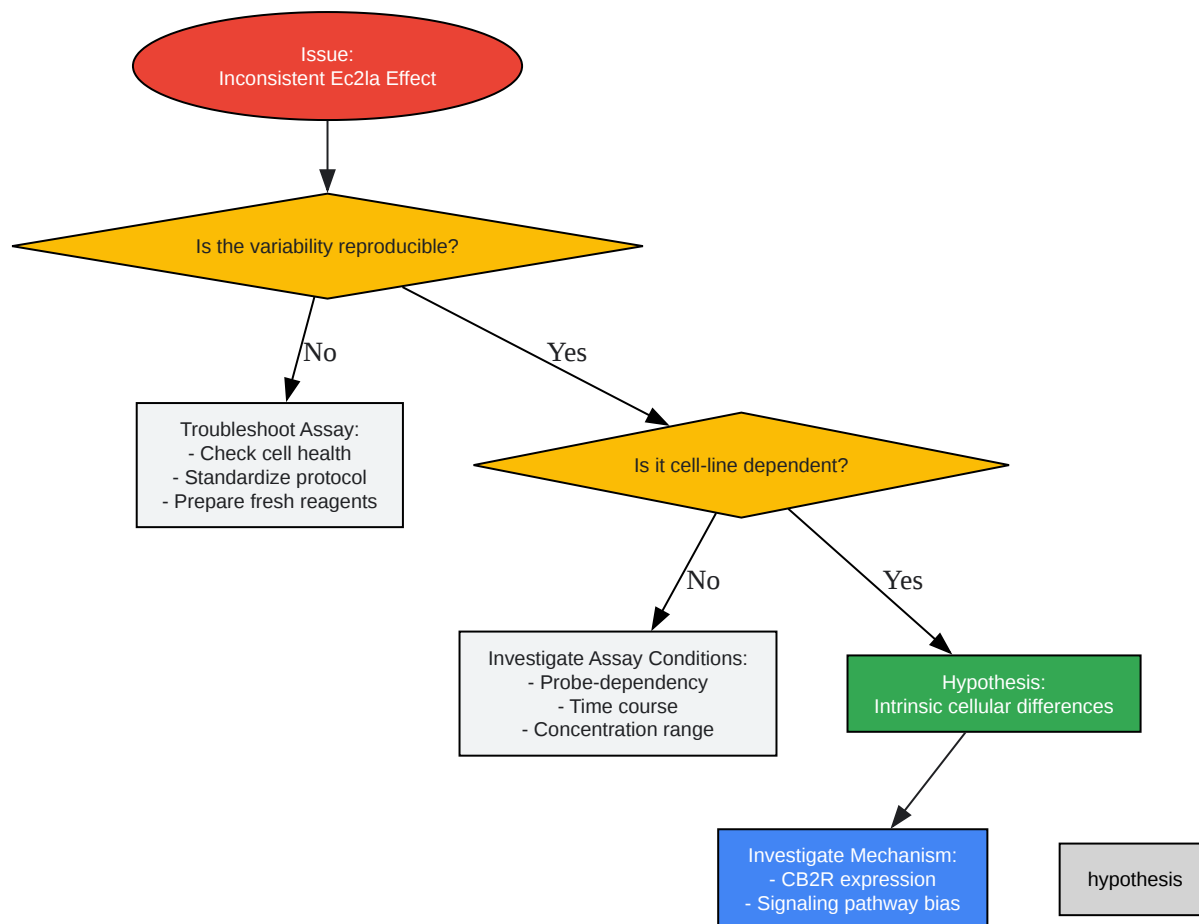 Issue:
Inconsistent Ec2la Effect
Is the variability reproducible?
No
Yes
Troubleshoot Assay:
- Check cell health
- Standardize protocol
- Prepare fresh reagents
Is it cell-line dependent?
No
Yes
Investigate Assay Conditions:
- Probe-dependency
- Time course
- Concentration range
Hypothesis:
Intrinsic cellular differences
Investigate Mechanism:
- CB2R expression
- Signaling pathway bias
hypothesis